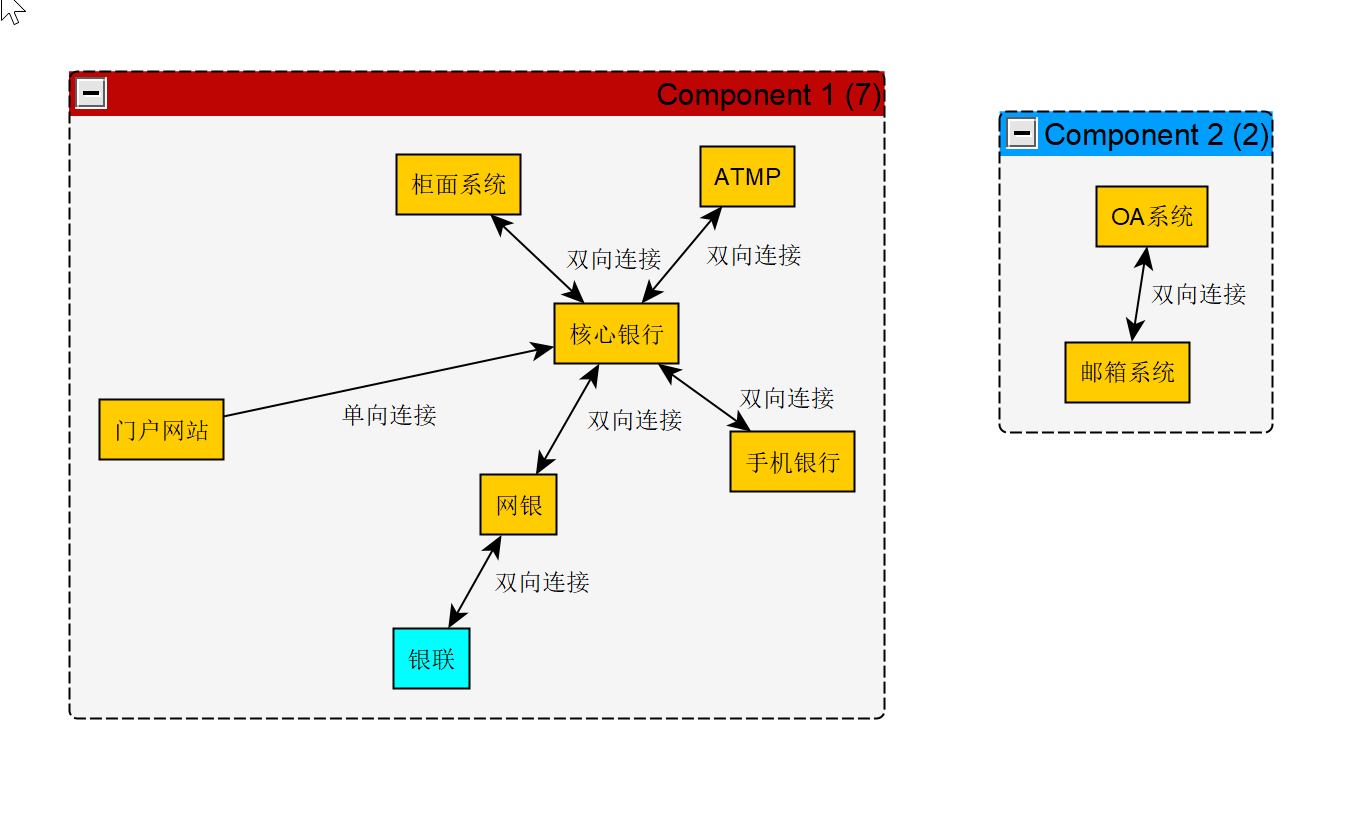 Component 1 (7)
柜面系统
ATMP
双向连接
双向连接
核心银行
门户网站
单向连接
双向连接
双向连接
手机银行
网银
双向连接
银联
Component 2 (2)
OA系统
双向连接
邮箱系统